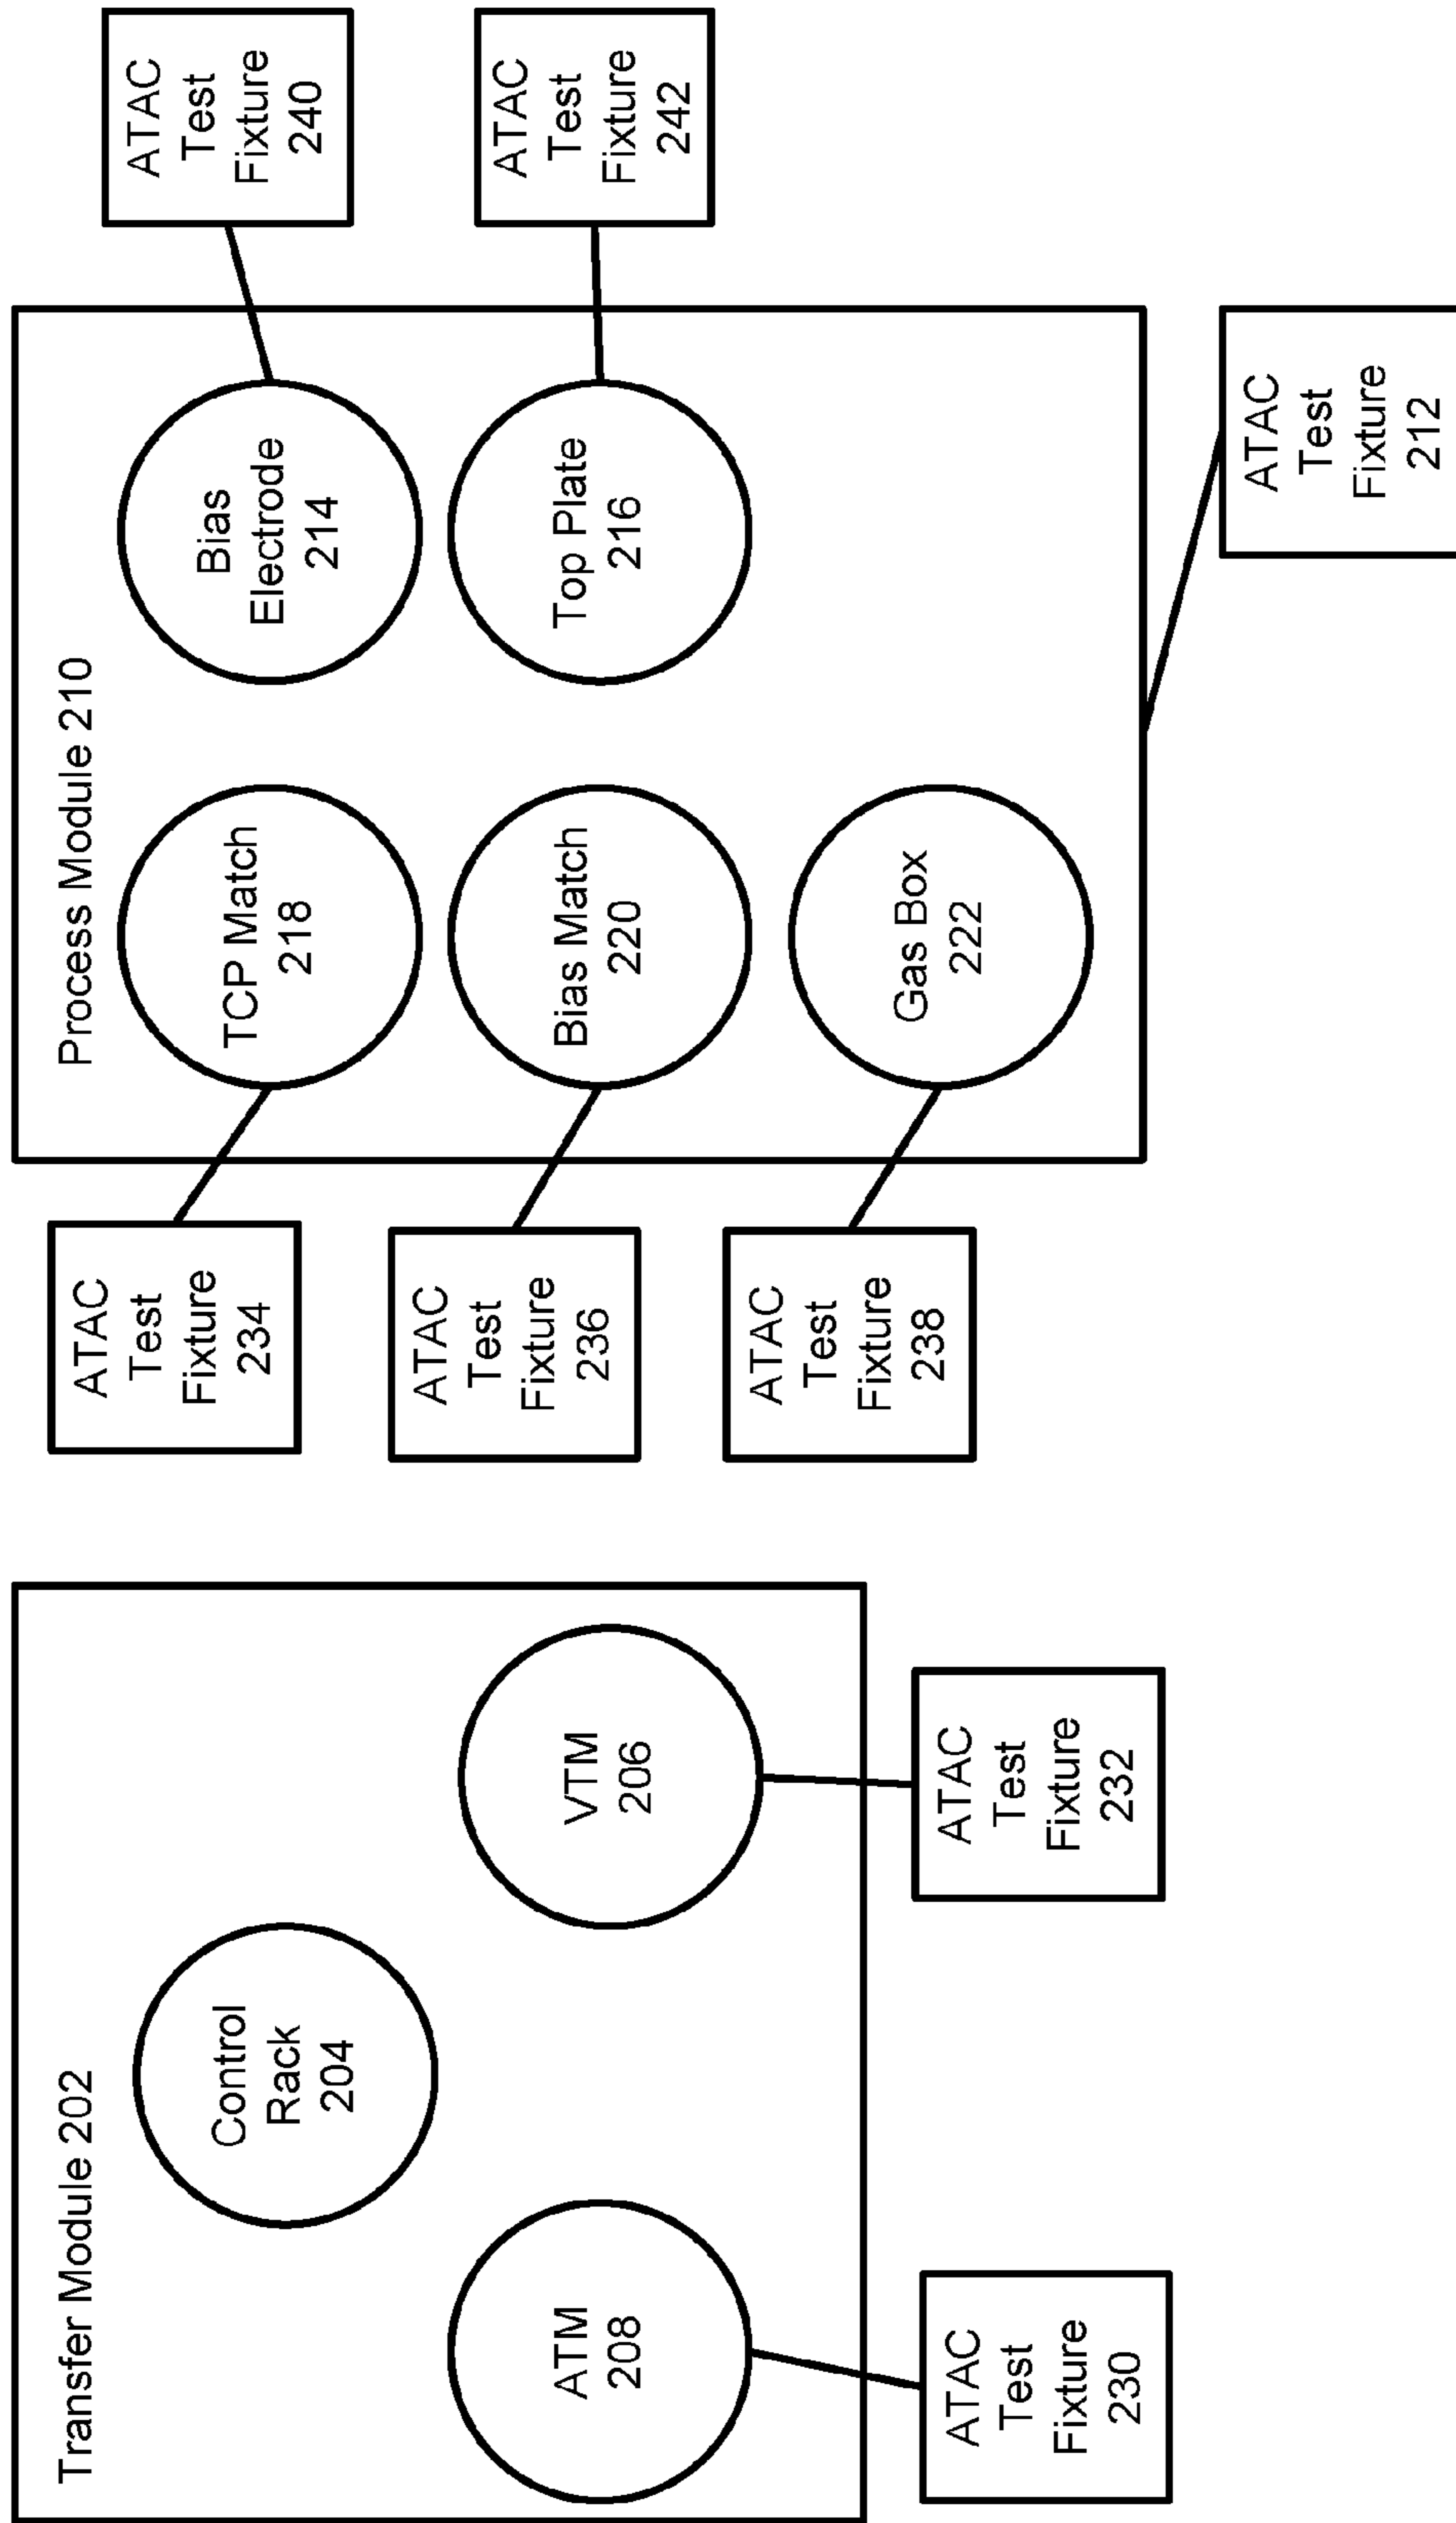 Transfer Module 202
Control
Rack
204
ATM
208
VTM
206
ATAC
Test
Fixture
230
ATAC
Test
Fixture
232
Process Module 210
TCP Match
218
Bias
Electrode
214
Bias Match
220
Top Plate
216
Gas Box
222
ATAC
Test
Fixture
234
ATAC
Test
Fixture
236
ATAC
Test
Fixture
238
ATAC
Test
Fixture
240
ATAC
Test
Fixture
242
ATAC
Test
Fixture
212